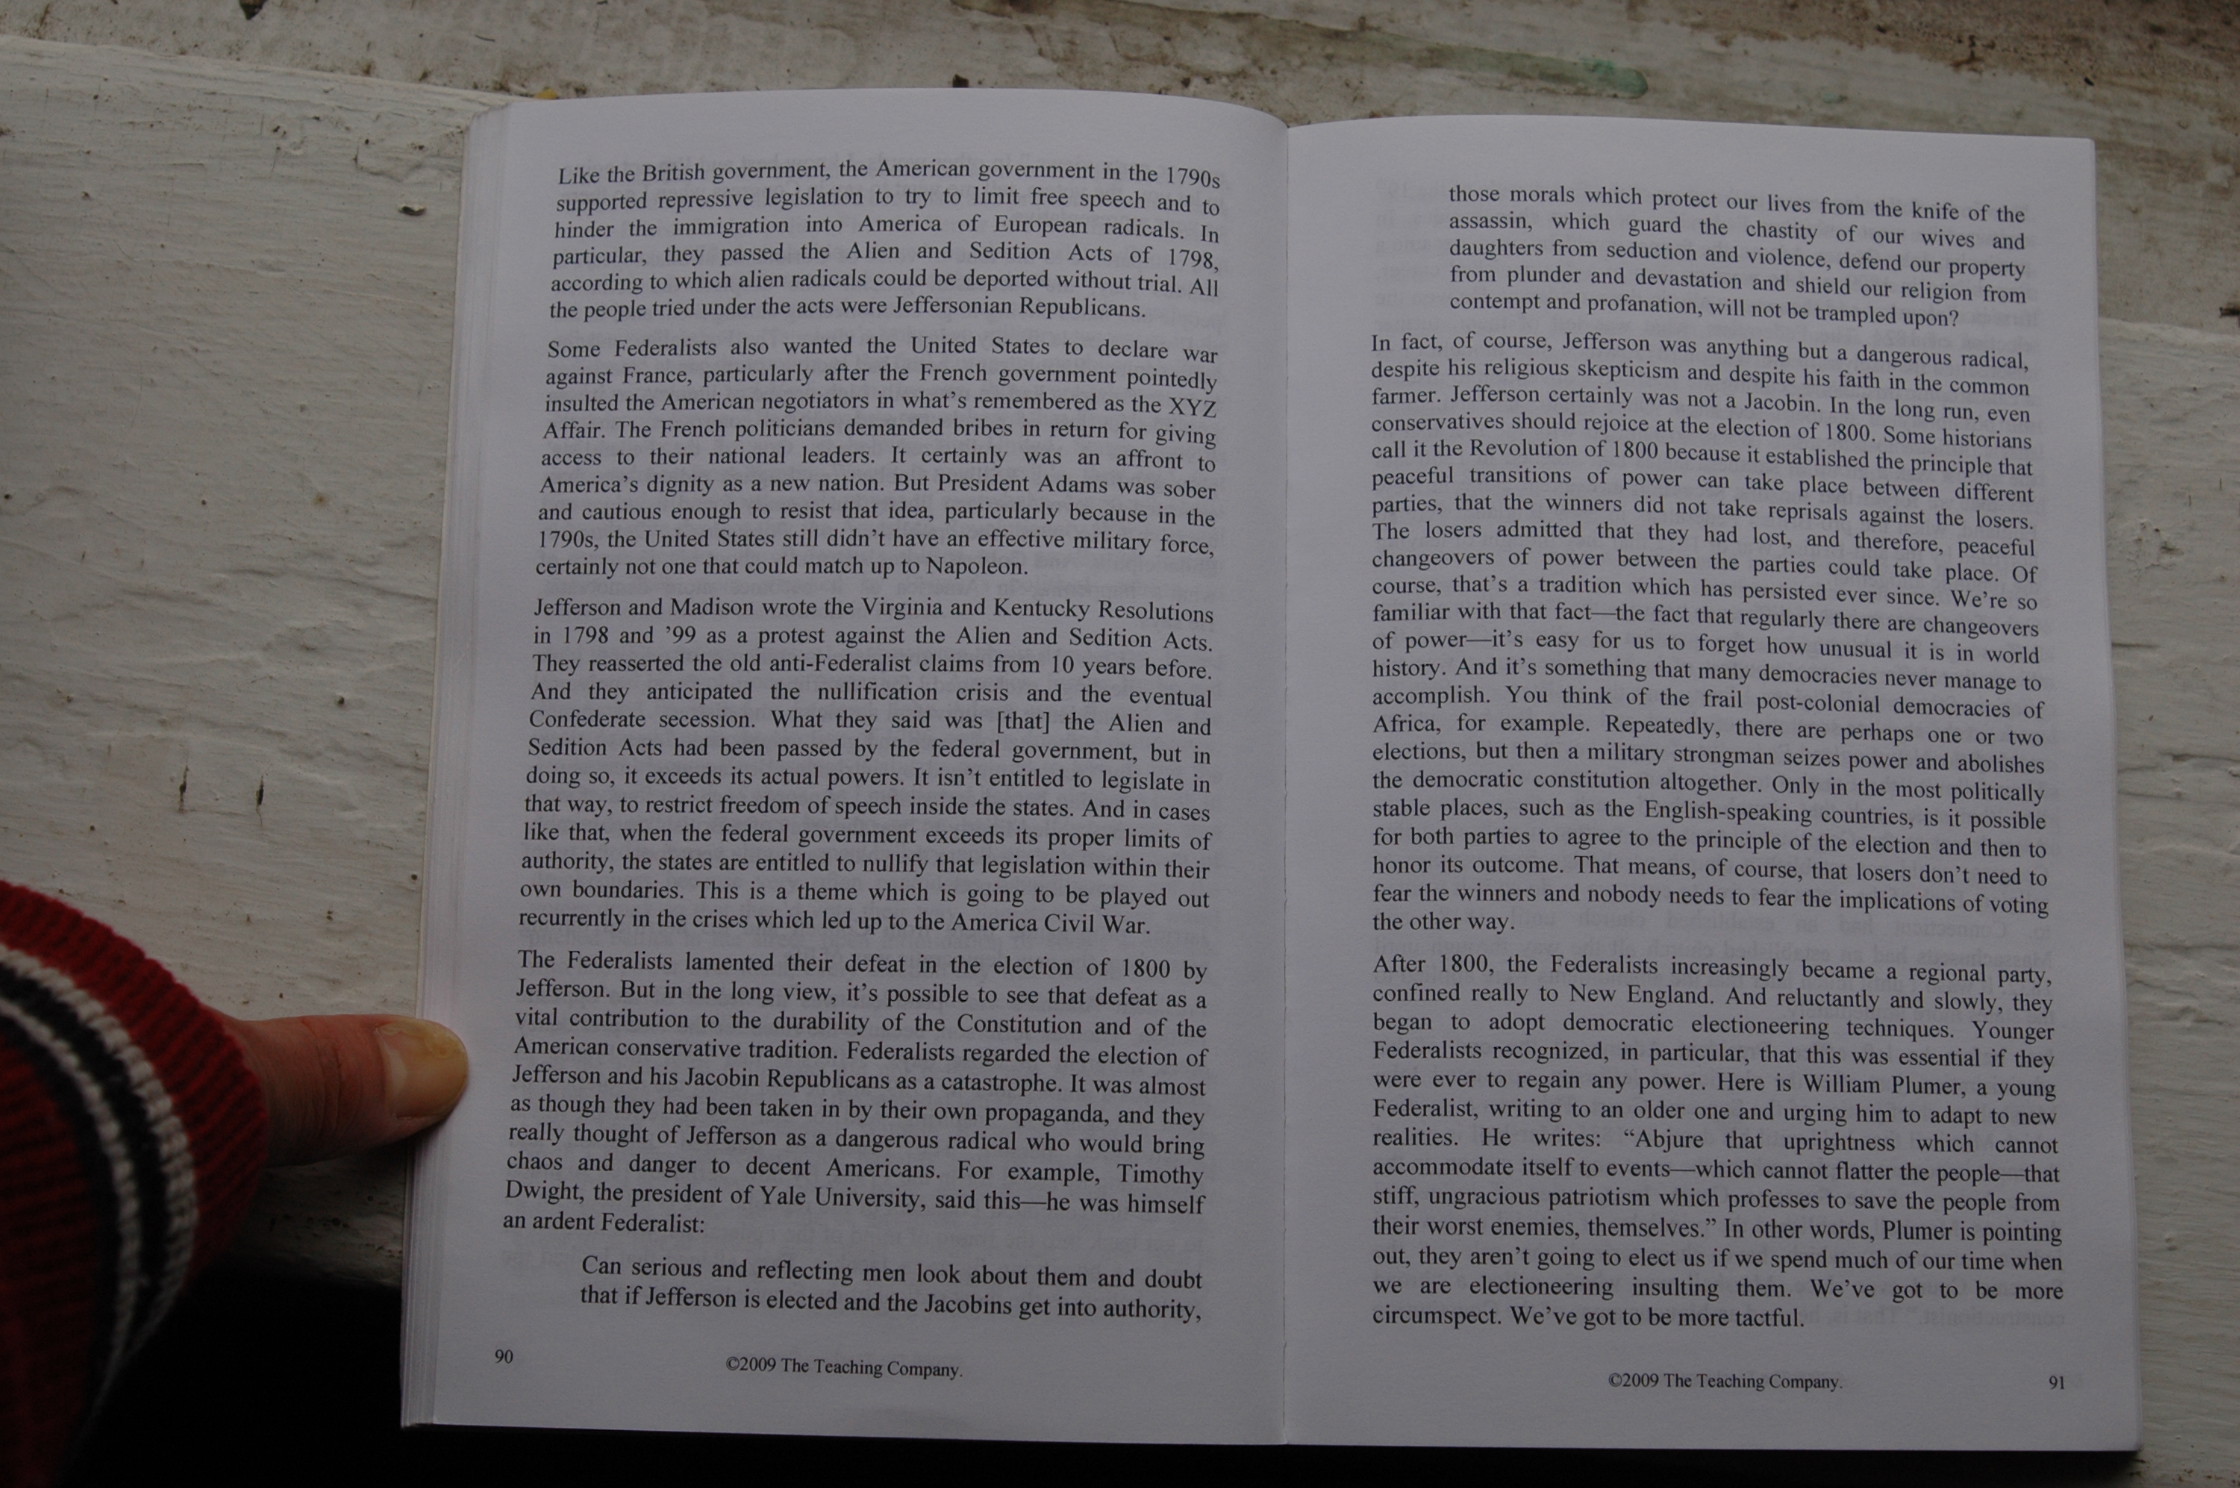 Like the British government, the American government in the 1790s
supported repressive legislation to try to limit free speech and to
hinder the immigration into America of European radicals. In
particular, they passed the Alien and Sedition Acts of 1798,
according to which alien radicals could be deported without trial. All
the people tried under the acts were Jeffersonian Republicans.
Some Federalists also wanted the United States to declare war
against France, particularly after the French government pointedly
insulted the American negotiators in what's remembered as the XYZ
Affair. The French politicians demanded bribes in return for giving
access to their national leaders. It certainly was an affront to
America's dignity as a new nation. But President Adams was sober
and cautious enough to resist that idea, particularly because in the
1790s, the United States still didn't have an effective military force,
certainly not one that could match up to Napoleon.
Jefferson and Madison wrote the Virginia and Kentucky Resolutions
in 1798 and '99 as a protest against the Alien and Sedition Acts.
They reasserted the old anti-Federalist claims from 10 years before.
And they anticipated the nullification crisis and the eventual
Confederate secession. What they said was [that] the Alien and
Sedition Acts had been passed by the federal government, but in
doing so, it exceeds its actual powers. It isn't entitled to legislate in
that way, to restrict freedom of speech inside the states. And in cases
like that, when the federal government exceeds its proper limits of
authority, the states are entitled to nullify that legislation within their
own boundaries. This is a theme which is going to be played out
recurrently in the crises which led up to the America Civil War.
The Federalists lamented their defeat in the election of 1800 by
Jefferson. But in the long view, it's possible to see that defeat as a
vital contribution to the durability of the Constitution and of the
American conservative tradition. Federalists regarded the election of
Jefferson and his Jacobin Republicans as a catastrophe. It was almost
as though they had been taken in by their own propaganda, and they
really thought of Jefferson as a dangerous radical who would bring
chaos and danger to decent Americans. For example, Timothy
Dwight, the president of Yale University, said this—he was himself
an ardent Federalist:
Can serious and reflecting men look about them and doubt
that if Jefferson is elected and the Jacobins get into authority,
90
©2009 The Teaching Company.
those morals which protect our lives from the knife of the
assassin, which guard the chastity of our wives and
daughters from seduction and violence, defend our property
from plunder and devastation and shield our religion from
contempt and profanation, will not be trampled upon?
In fact, of course, Jefferson was anything but a dangerous radical,
despite his religious skepticism and despite his faith in the common
farmer. Jefferson certainly was not a Jacobin. In the long run, even
conservatives should rejoice at the election of 1800. Some historians
call it the Revolution of 1800 because it established the principle that
peaceful transitions of power can take place between different
parties, that the winners did not take reprisals against the losers.
The losers admitted that they had lost, and therefore, peaceful
changeovers of power between the parties could take place. Of
course, that's a tradition which has persisted ever since. We're so
familiar with that fact—the fact that regularly there are changeovers
of power—it's easy for us to forget how unusual it is in world
history. And it's something that many democracies never manage to
accomplish. You think of the frail post-colonial democracies of
Africa, for example. Repeatedly, there are perhaps one or two
elections, but then a military strongman seizes power and abolishes
the democratic constitution altogether. Only in the most politically
stable places, such as the English-speaking countries, is it possible
for both parties to agree to the principle of the election and then to
honor its outcome. That means, of course, that losers don't need to
fear the winners and nobody needs to fear the implications of voting
the other way.
After 1800, the Federalists increasingly became a regional party,
confined really to New England. And reluctantly and slowly, they
began to adopt democratic electioneering techniques. Younger
Federalists recognized, in particular, that this was essential if they
were ever to regain any power. Here is William Plumer, a young
Federalist, writing to an older one and urging him to adapt to new
realities. He writes: “Abjure that uprightness which cannot
accommodate itself to events—which cannot flatter the people—that
stiff, ungracious patriotism which professes to save the people from
their worst enemies, themselves.” In other words, Plumer is pointing
out, they aren't going to elect us if we spend much of our time when
we are electioneering insulting them. We've got to be more
circumspect. We've got to be more tactful.
©2009 The Teaching Company.
91